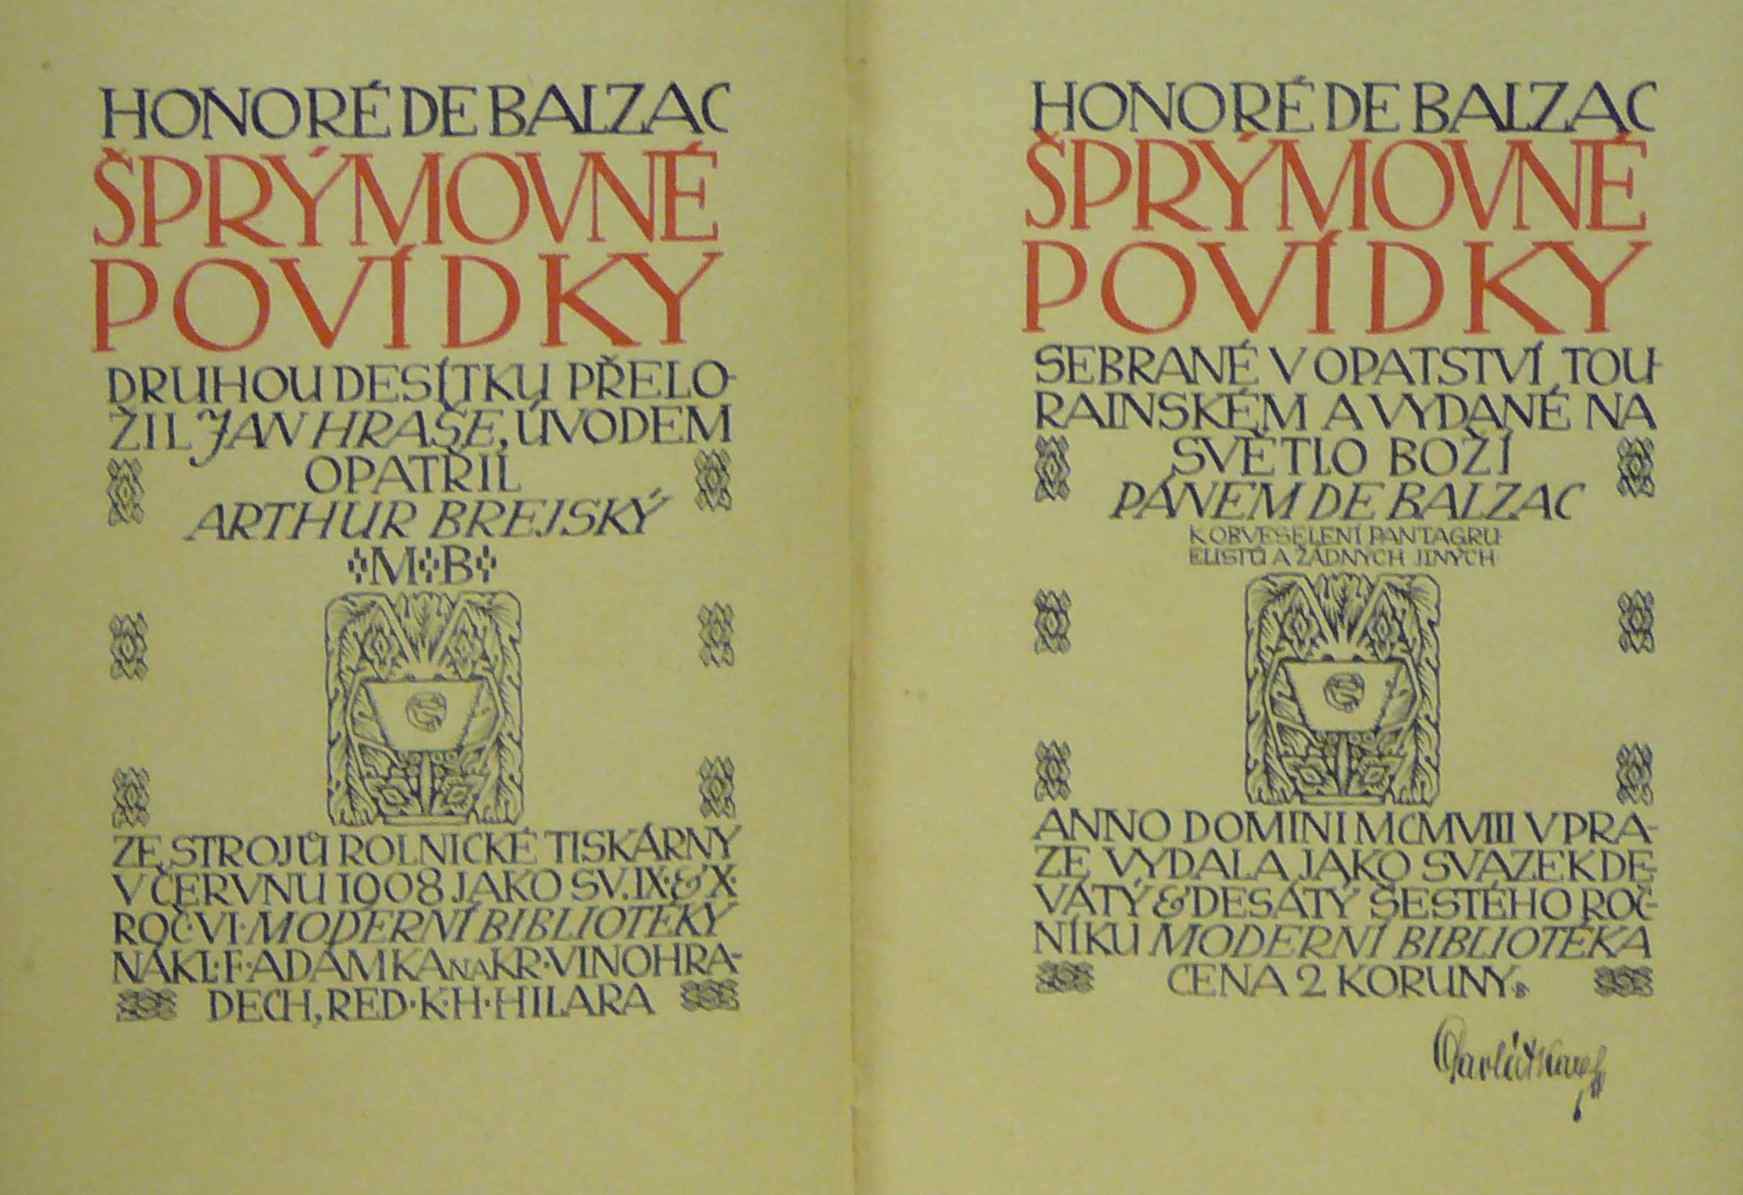 HONORÉ DE BALZAC
ŠPRÝMOVNÉ
POVÍDKY
DRUHOU DESÍTKU PŘELO-
ŽIL JAN HRAŠE, ÚVODEM
OPATŘIL
ARTHUR BREJSKÝ
M·B
ZE STROJŮ ROLNICKÉ TISKÁRNY
V ČERVNU 1908 JAKO SV. IX·&·X·
ROČ·VI·MODERNÍ BIBLIOTÉKY
NÁKL·F·ADÁMKA NA KR·VINOHRA-
DECH, RED·K·H·HILARA
HONORÉ DE BALZAC
ŠPRÝMOVNÉ
POVÍDKY
SEBRANÉ V OPATSTVÍ TOU-
RAINSKÉM A VYDANÉ NA
SVĚTLO BOŽÍ
PÁNEM DE BALZAC
K OBVESELENÍ PANTAGRU-
ELISTŮ A ŽÁDNÝCH JINÝCH
ANNO DOMINI MCMVIII V PRA-
ZE VYDALA JAKO SVAZEK DE-
VÁTÝ & DESÁTÝ ŠESTÉHO ROČ-
NÍKU MODERNÍ BIBLIOTÉKA
CENA 2 KORUNY